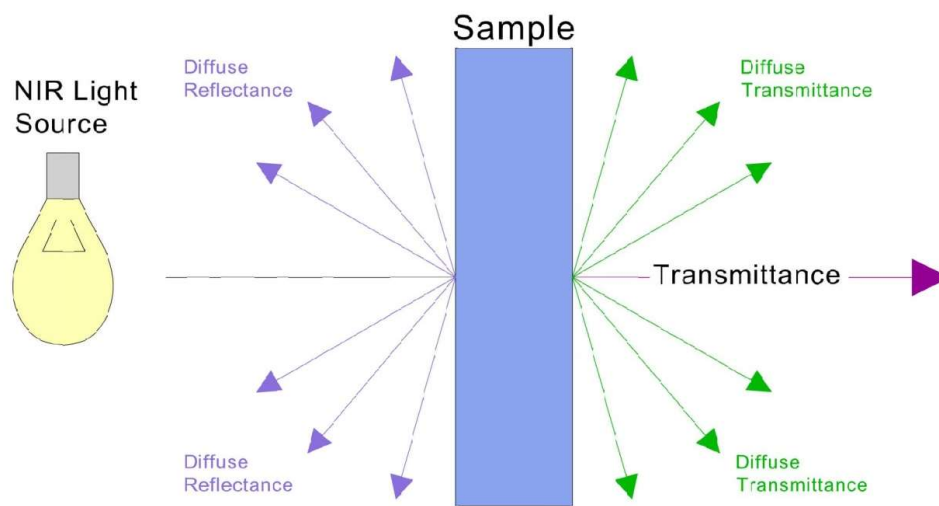 Sample
Diffuse
Reflectance
Diffuse
Transmittance
NIR Light
Source
Transmittance
Diffuse
Reflectance
Diffuse
Transmittance